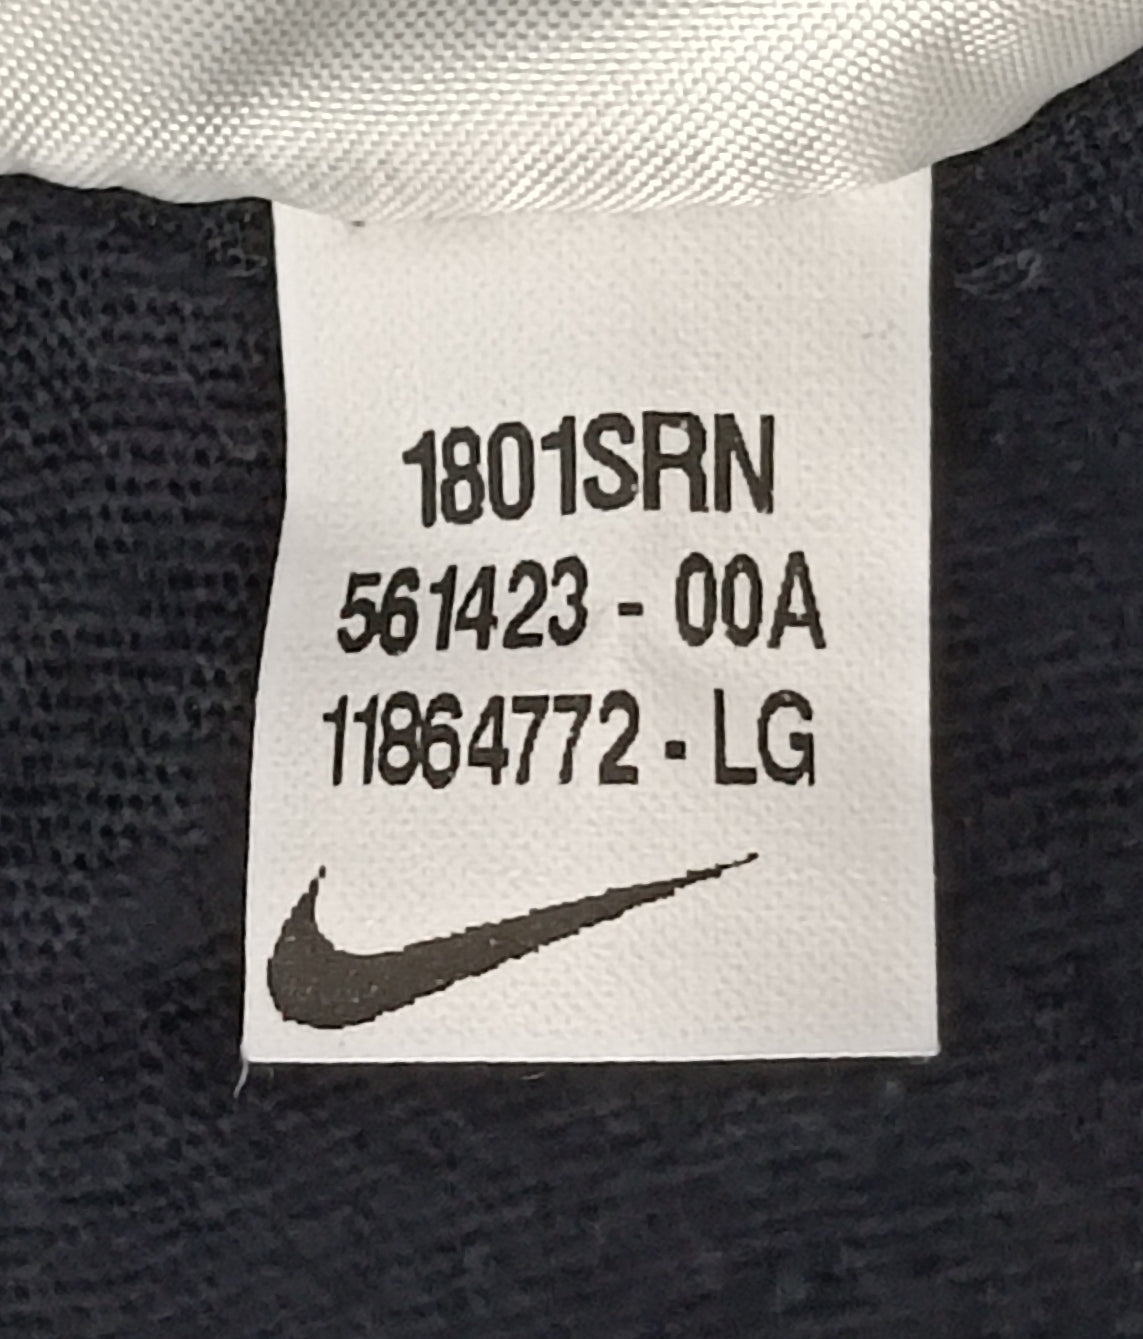 1801SRN
561423 - 00A
11864772 - LG